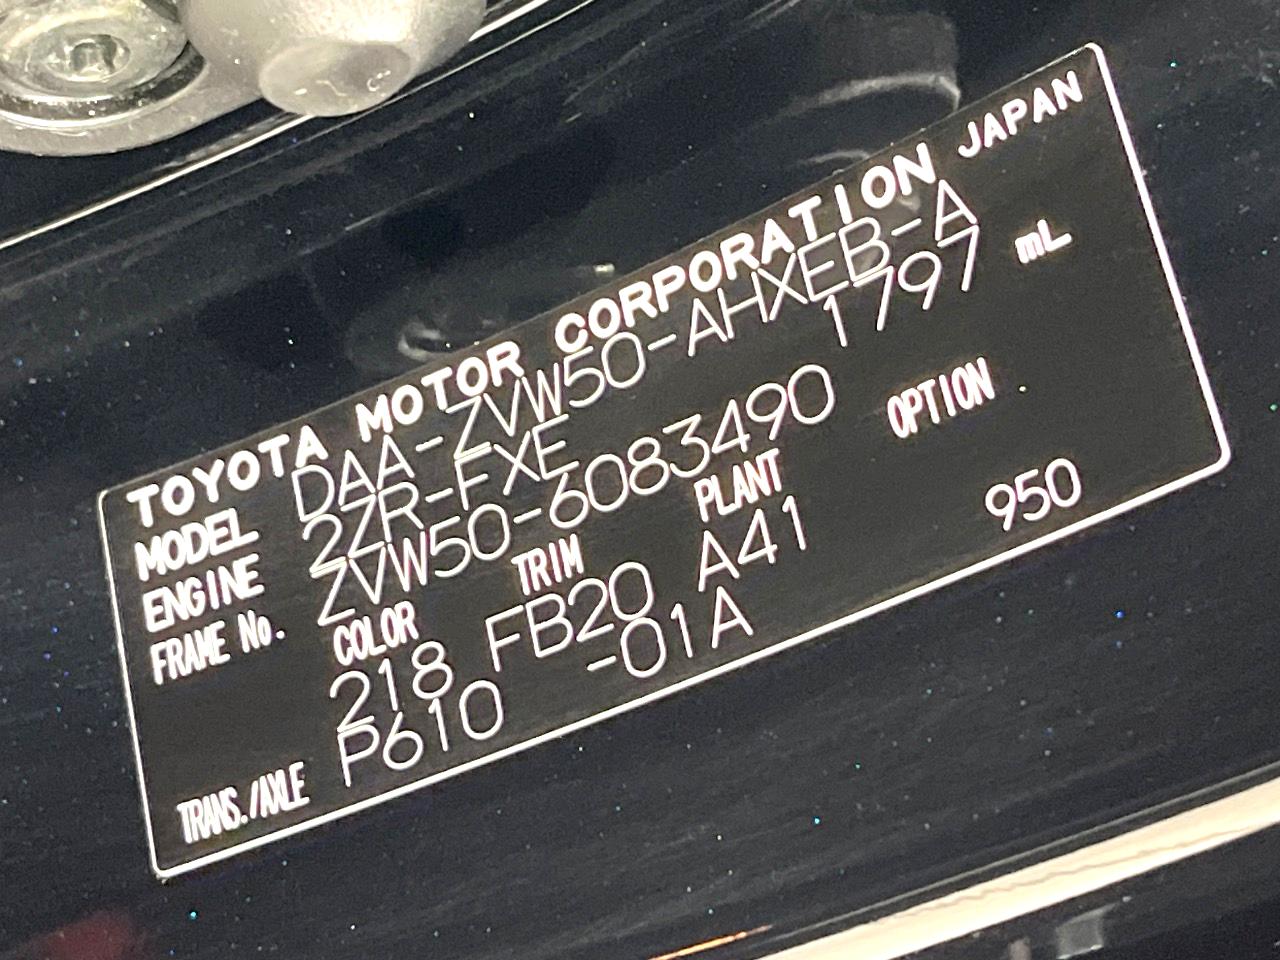 TOYOTA MOTOR CORPORATION JAPAN
MODEL DAA-ZVW50-AHXEB-A
ENGINE 2ZR-FXE 1797 mL
FRAME No. ZVW50-6083490
COLOR TRIM PLANT OPTION
218 FB20 A41 950
TRANS./AXLE P610 -01A